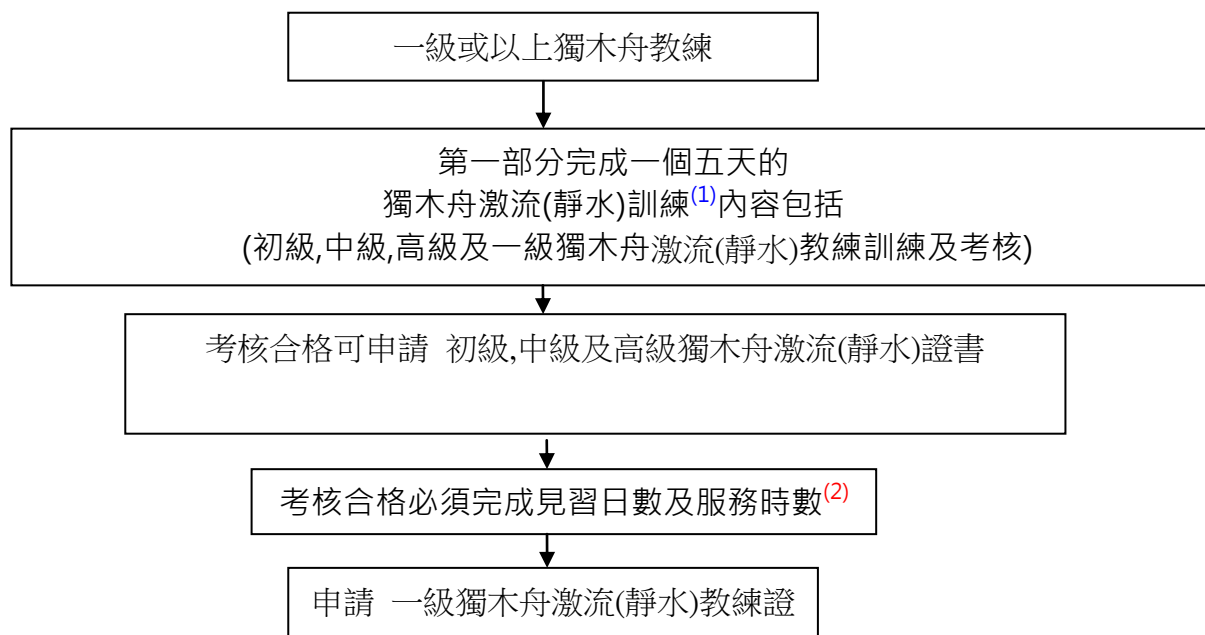 一級或以上獨木舟教練
第一部分完成一個五天的
獨木舟激流(靜水)訓練(1)內容包括
(初級,中級,高級及一級獨木舟激流(靜水)教練訓練及考核)
考核合格可申請 初級,中級及高級獨木舟激流(靜水)證書
考核合格必須完成見習日數及服務時數(2)
申請 一級獨木舟激流(靜水)教練證